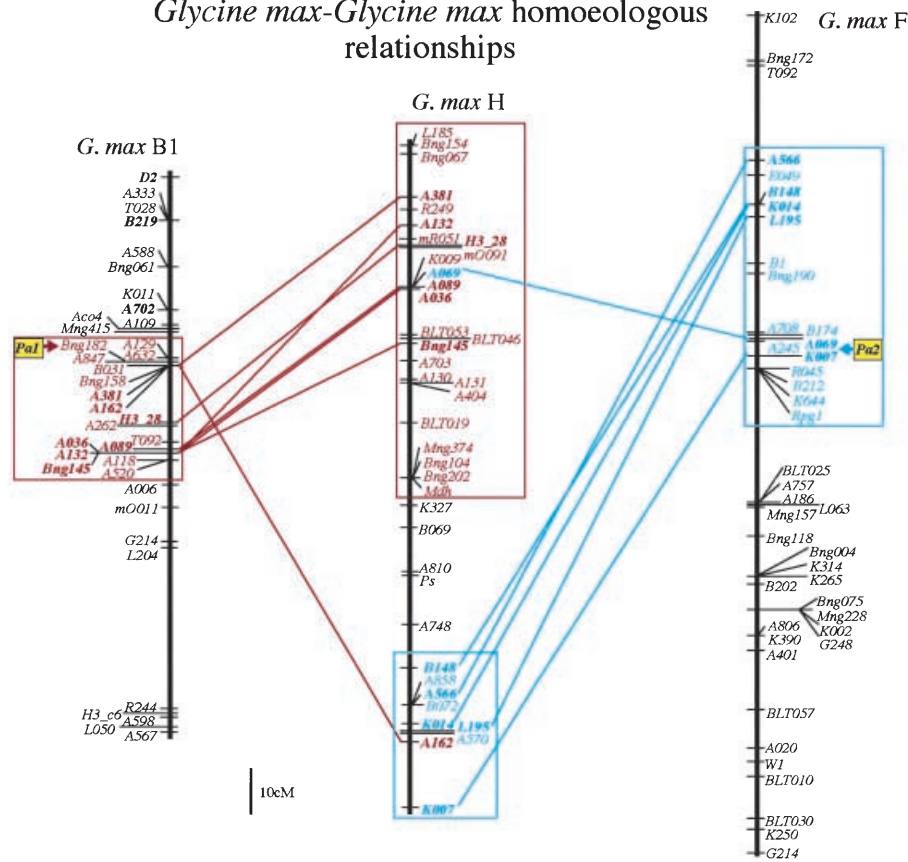 Glycine max-Glycine max homoeologous
relationships
G. max B1
D2
A333
T028
B219
A588
Bng061
K011
A702
Aco4
A109
Mng415
Pa1
Bng182
A129
A847
A632
B031
Bng158
A381
A162
H3_28
A262
T092
A036
A089
A132
A118
Bng145
A520
A006
mO011
G214
L204
R244
H3_c6
A598
L050
A567
10cM
G. max H
L185
Bng154
Bng067
A381
R249
A132
mR051
H3_28
K009
mO091
A069
A089
A036
BLT053
BLT046
Bng145
A703
A130
A131
A404
BLT019
Mng374
Bng104
Bng202
Mdh
K327
B069
A810
Ps
A748
B148
A858
A566
B072
K014
L195
A162
A570
K007
G. max F
K102
Bng172
T092
A566
B148
K014
L195
B1
Bng190
A708
B174
A069
A245
K007
Pa2
R045
B212
K644
Rpg1
BLT025
A757
A186
L063
Mng157
Bng118
Bng004
K314
K265
B202
Bng075
Mng228
A806
K002
K390
G248
A401
BLT057
A020
W1
BLT010
BLT030
K250
G214